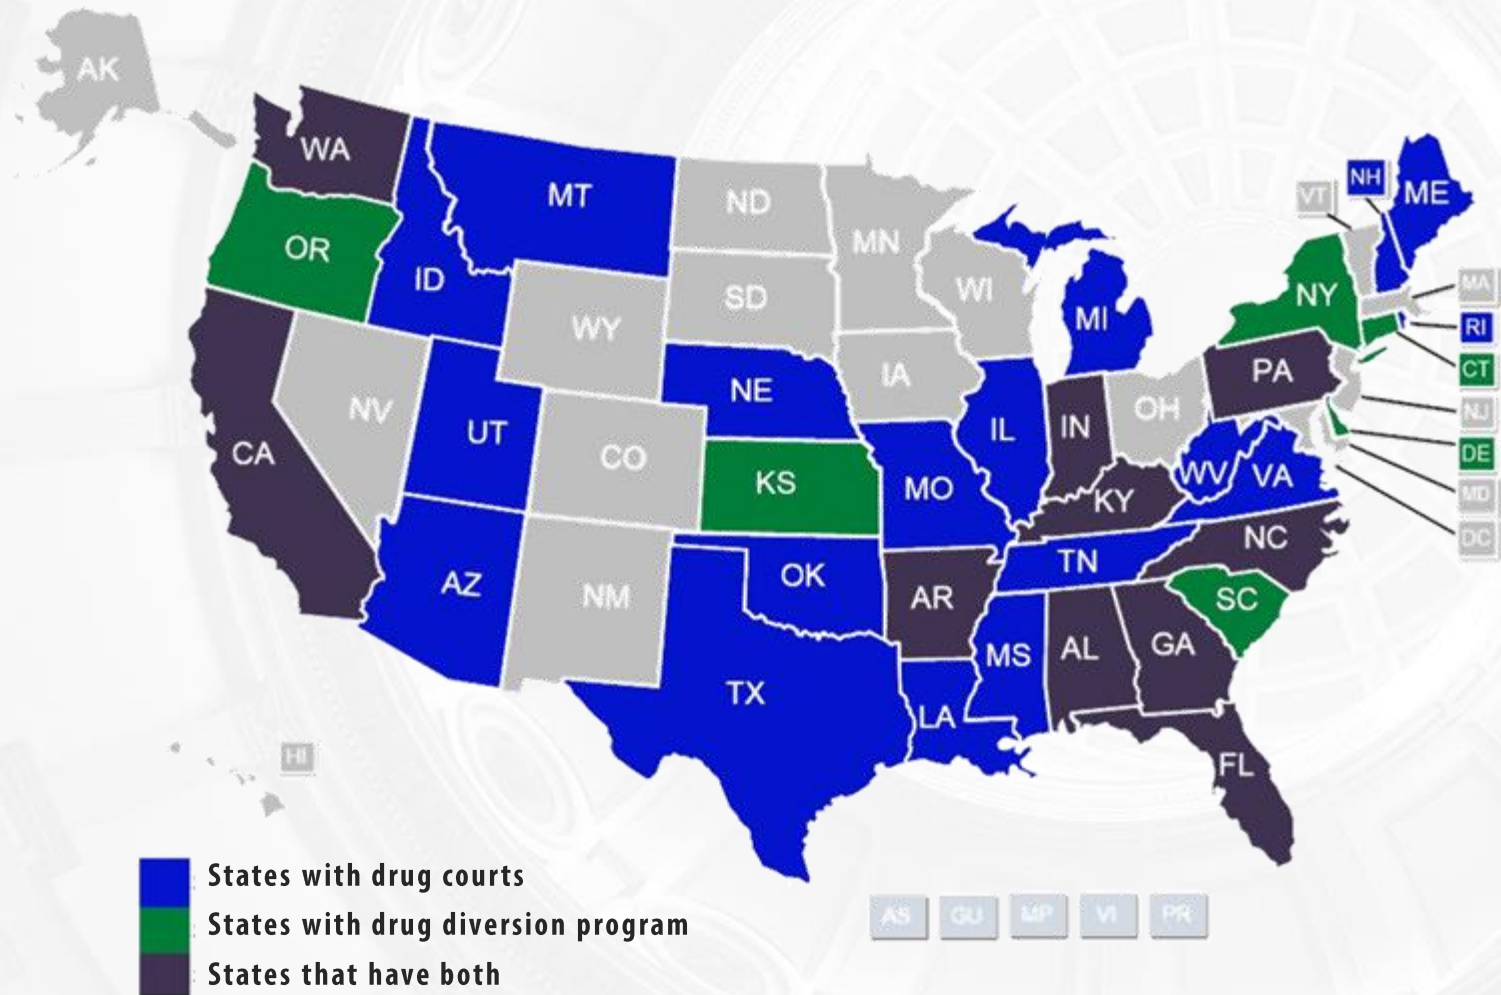 AK
WA
MT
ND
MN
VT
NH
ME
OR
ID
SD
WI
MI
NY
MA
WY
RI
NE
IA
PA
CT
NV
UT
IL
IN
OH
NJ
CA
CO
KS
MO
WV
VA
DE
KY
MD
NC
DC
AZ
NM
OK
TN
AR
SC
TX
MS
AL
GA
LA
HI
FL
States with drug courts
States with drug diversion program
States that have both
AS
GU
MP
VI
PR